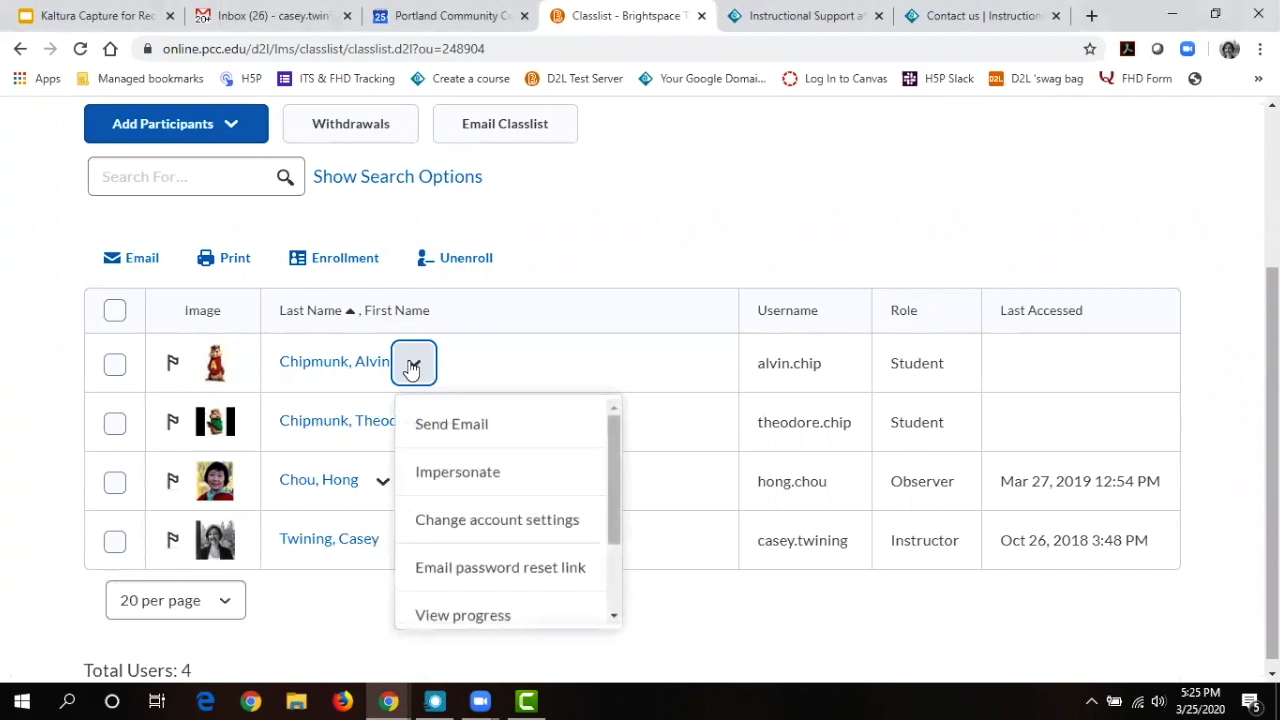 Kaltura Capture for Rec
Inbox (26) - casey.twin
Portland Community C
Classlist - Brightspace T
Instructional Support a
Contact us | Instruction
online.pcc.edu/d2l/lms/classlist/classlist.d2l?ou=248904
Apps
Managed bookmarks
H5P
ITS & FHD Tracking
Create a course
D2L Test Server
Your Google Domai...
Log In to Canvas
H5P Slack
D2L 'swag bag
FHD Form
»
Add Participants
Withdrawals
Email Classlist
Search For...
Show Search Options
Email
Print
Enrollment
Unenroll
Image
Last Name , First Name
Username
Role
Last Accessed
Chipmunk, Alvin
alvin.chip
Student
Chipmunk, Theo
theodore.chip
Student
Chou, Hong
hong.chou
Observer
Mar 27, 2019 12:54 PM
Twining, Casey
casey.twining
Instructor
Oct 26, 2018 3:48 PM
Send Email
Impersonate
Change account settings
Email password reset link
View progress
20 per page
Total Users: 4
5:25 PM
3/25/2020
5